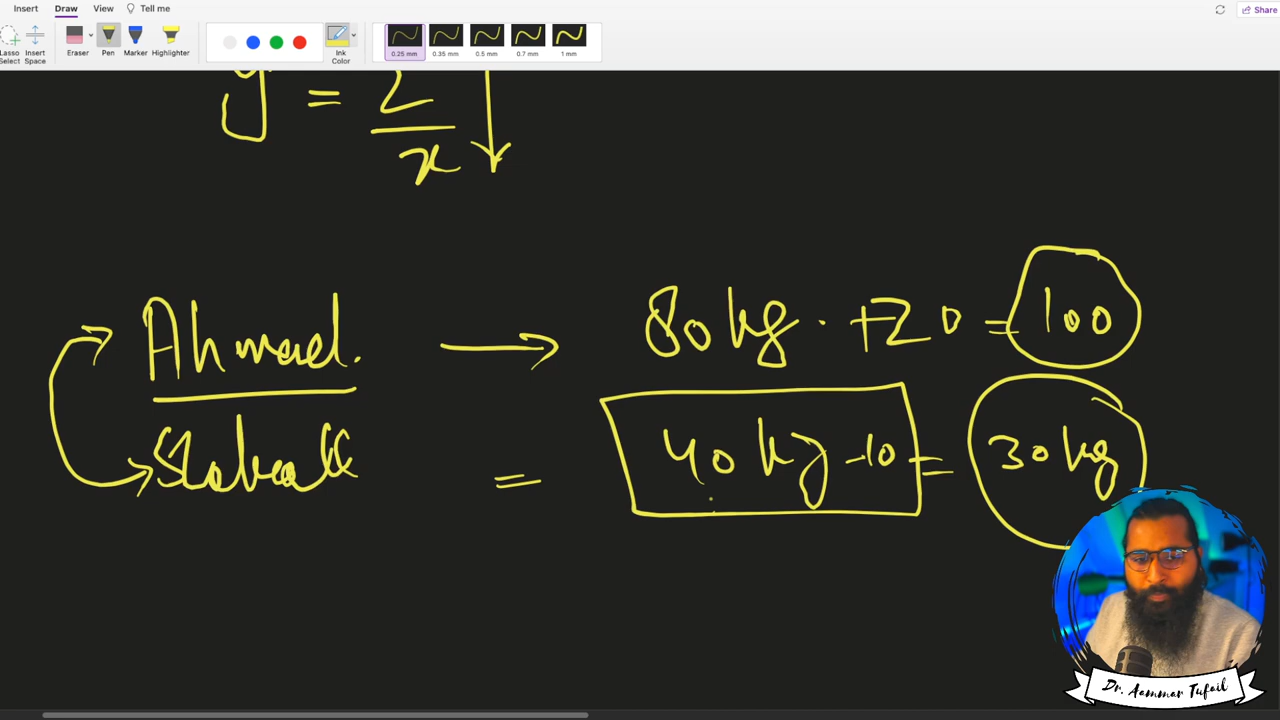 Insert Draw View Tell me Share
Lasso Select Insert Space Eraser Pen Marker Highlighter Ink Color 0.25 mm 0.35 mm 0.5 mm 0.7 mm 1 mm
y = 2/x ↓
Ahmad. → 80 kg. +20 = 100
= 40 kg -10 = 30 kg
Dr. Aammar Tufail